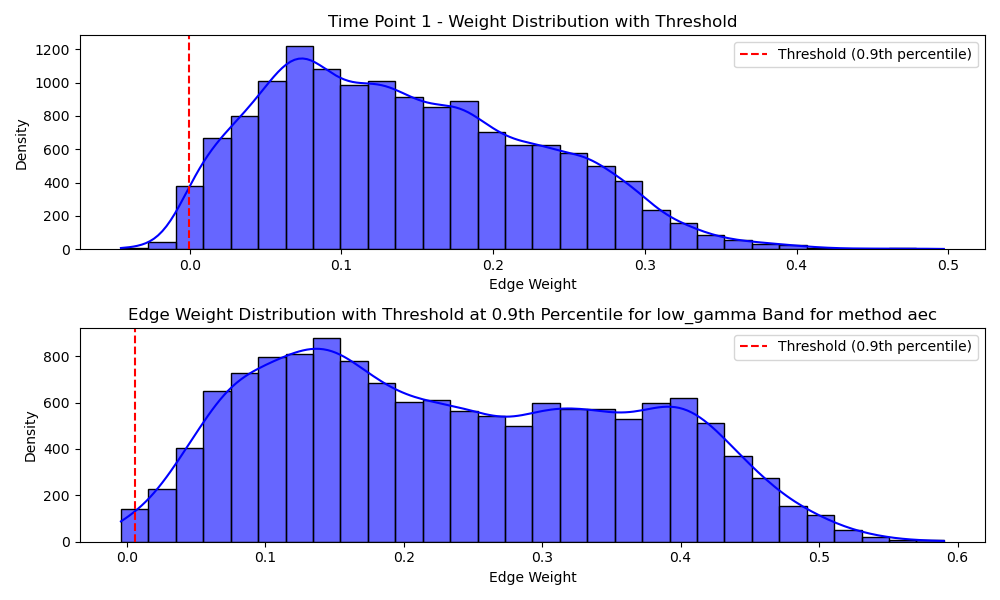 Time Point 1 - Weight Distribution with Threshold
Threshold (0.9th percentile)
Density
1200
1000
800
600
400
200
0
0.0 0.1 0.2 0.3 0.4 0.5
Edge Weight
Edge Weight Distribution with Threshold at 0.9th Percentile for low_gamma Band for method aec
Threshold (0.9th percentile)
Density
800
600
400
200
0
0.0 0.1 0.2 0.3 0.4 0.5 0.6
Edge Weight